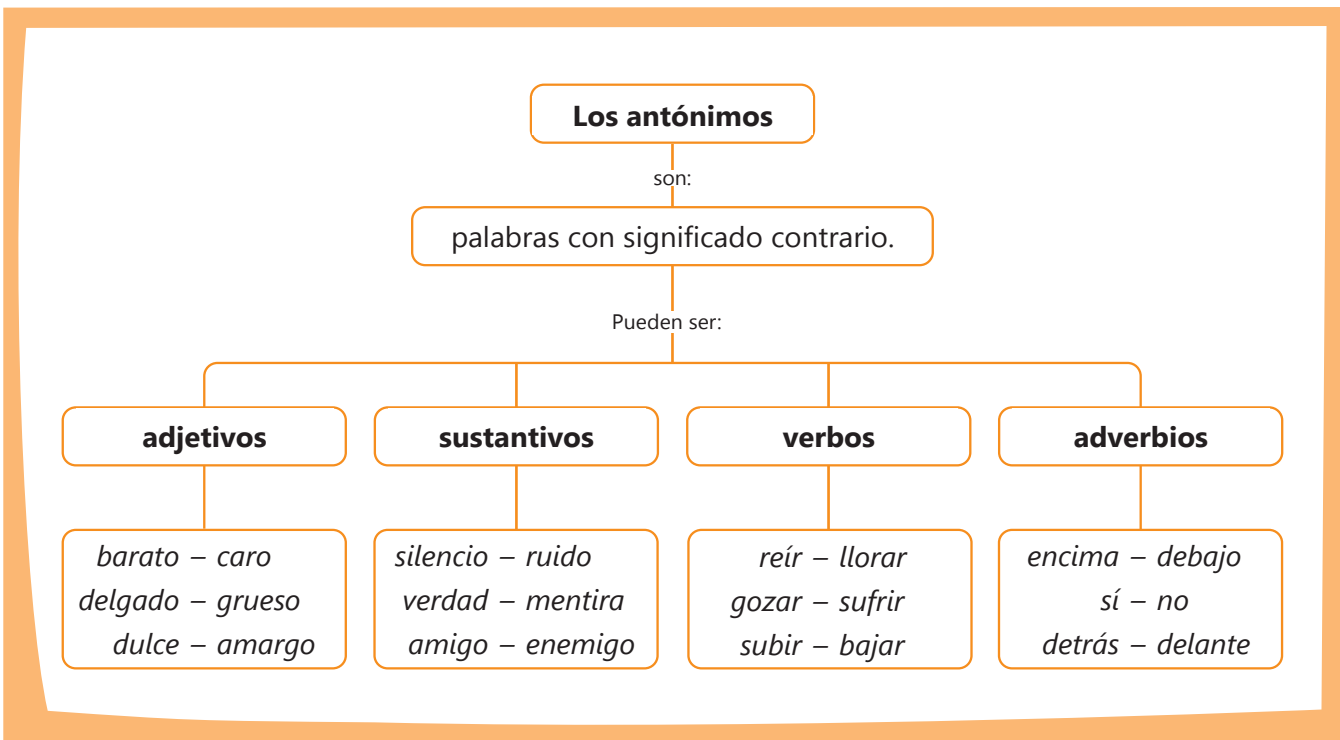 Los antónimos
son:
palabras con significado contrario.
Pueden ser:
adjetivos
sustantivos
verbos
adverbios
barato – caro
delgado – grueso
dulce – amargo
silencio – ruido
verdad – mentira
amigo – enemigo
reír – llorar
gozar – sufrir
subir – bajar
encima – debajo
sí – no
detrás – delante